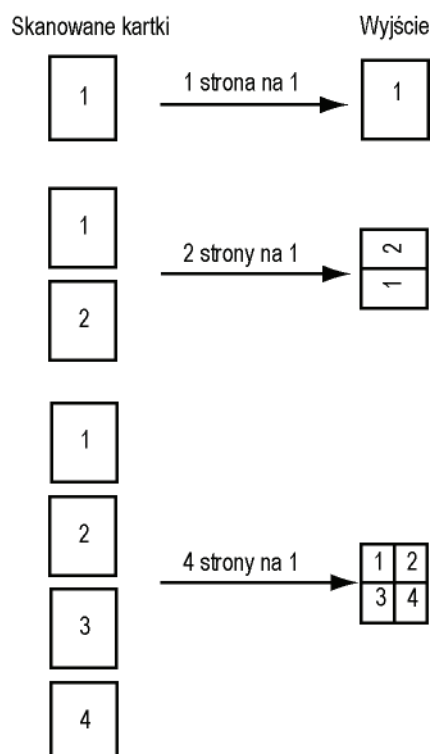 Skanowane kartki Wyjście
1 1 strona na 1 1
1
2 strony na 1
2
1
2
1
2
4 strony na 1
1 2
3 4
3
4